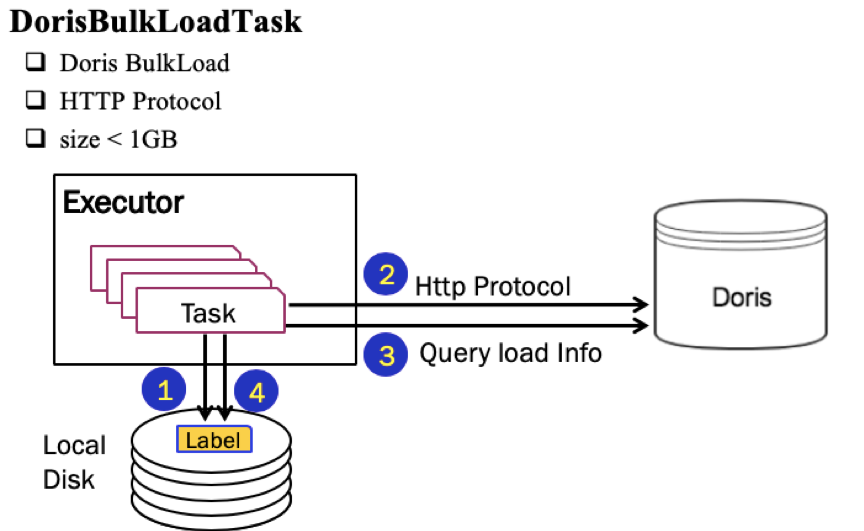 DorisBulkLoadTask
Doris BulkLoad
HTTP Protocol
size < 1GB
Executor
Task
2
Http Protocol
Doris
3
Query load Info
1
4
Label
Local
Disk